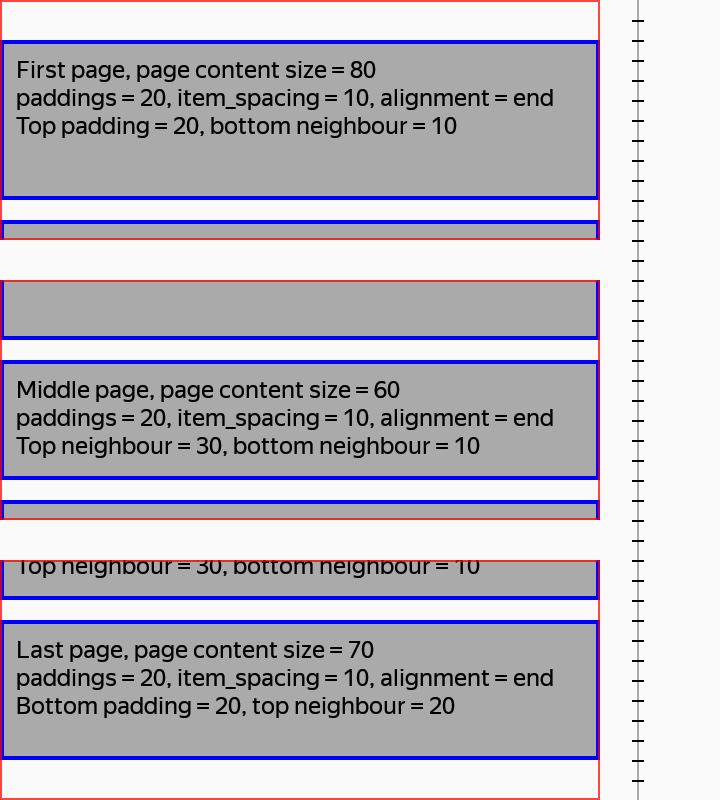 First page, page content size = 80
paddings = 20, item_spacing = 10, alignment = end
Top padding = 20, bottom neighbour = 10
Middle page, page content size = 60
paddings = 20, item_spacing = 10, alignment = end
Top neighbour = 30, bottom neighbour = 10
Top neighbour = 30, bottom neighbour = 10
Last page, page content size = 70
paddings = 20, item_spacing = 10, alignment = end
Bottom padding = 20, top neighbour = 20